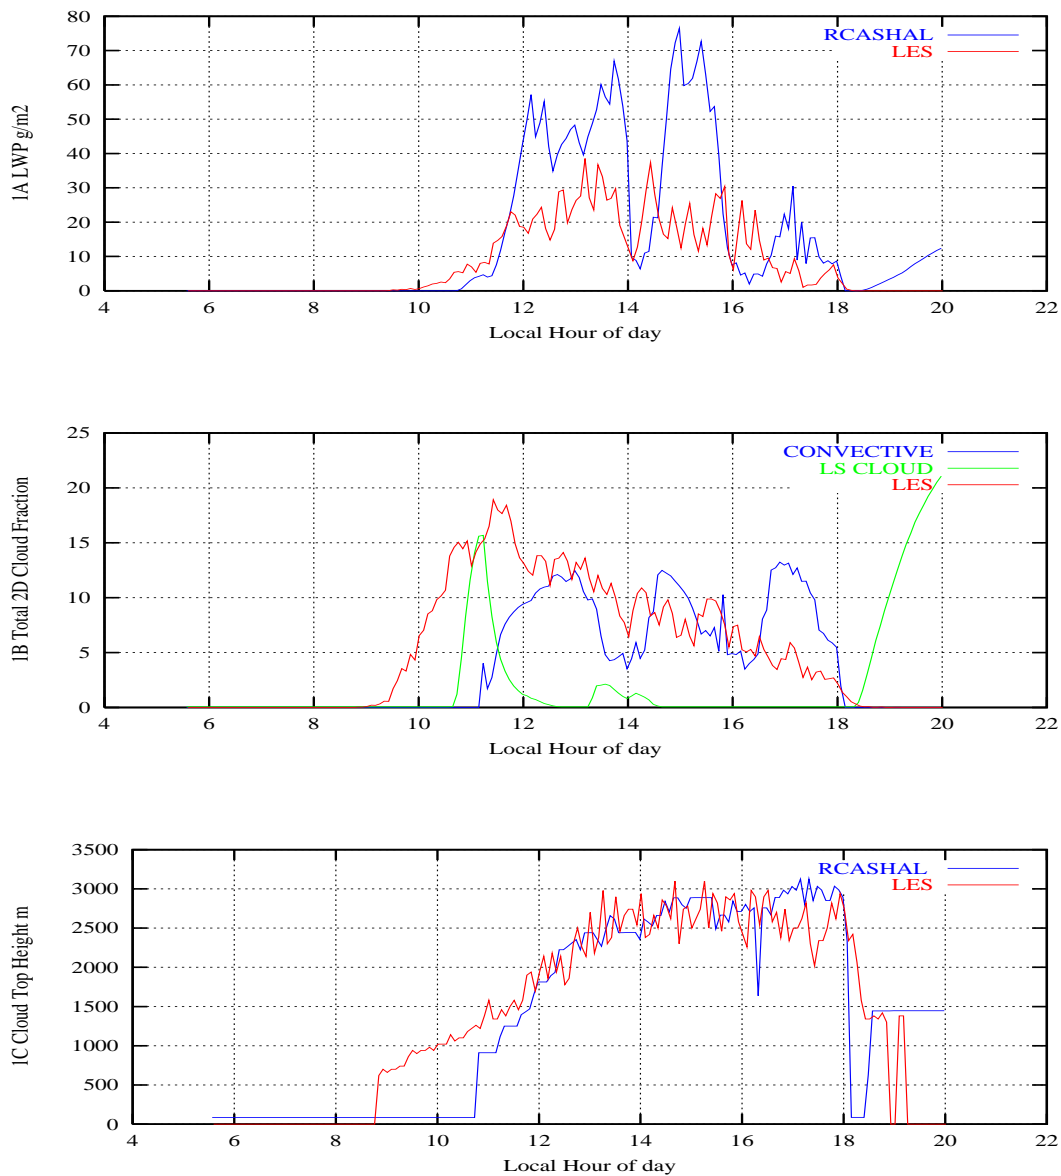 80
70
60
50
40
30
20
10
0
1A LWP g/m2
RCASHAL
LES
4 6 8 10 12 14 16 18 20 22
Local Hour of day
25
20
15
10
5
0
1B Total 2D Cloud Fraction
CONVECTIVE
LS CLOUD
LES
4 6 8 10 12 14 16 18 20 22
Local Hour of day
3500
3000
2500
2000
1500
1000
500
0
1C Cloud Top Height m
RCASHAL
LES
4 6 8 10 12 14 16 18 20 22
Local Hour of day